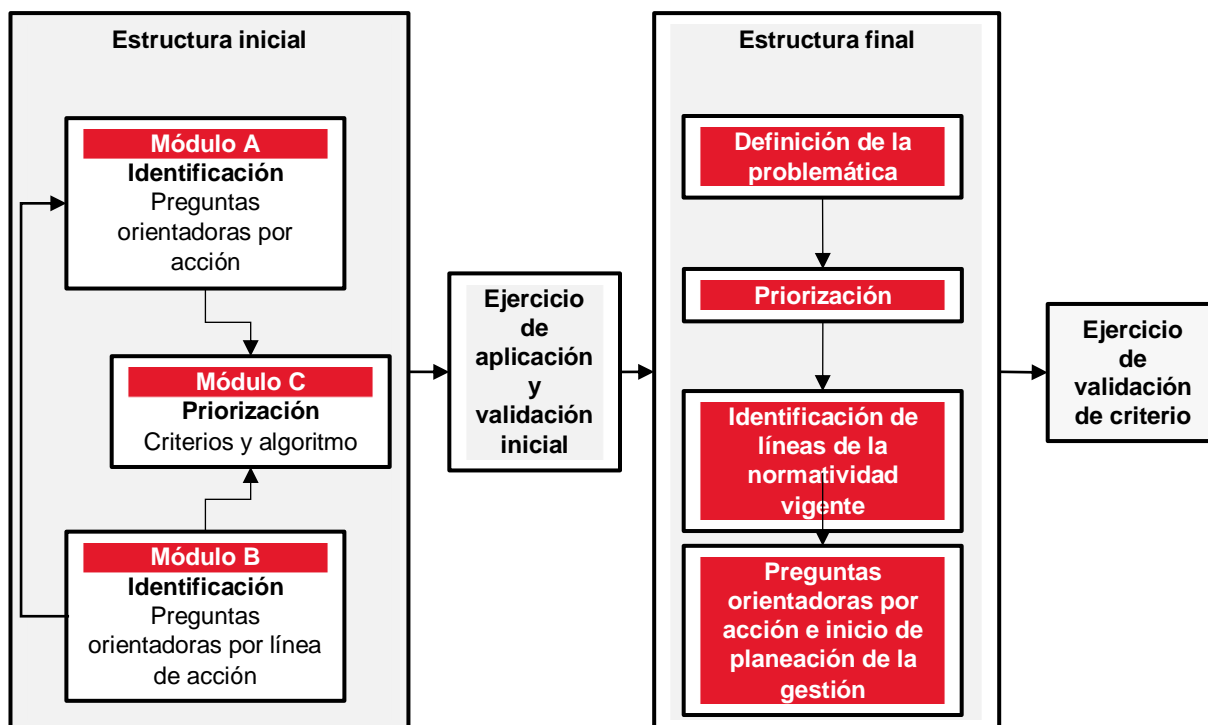 Estructura inicial
Módulo A
Identificación
Preguntas
orientadoras por
acción
Módulo C
Priorización
Criterios y algoritmo
Módulo B
Identificación
Preguntas
orientadoras por línea
de acción
Ejercicio
de
aplicación
y
validación
inicial
Estructura final
Definición de la
problemática
Priorización
Identificación de
líneas de la
normatividad
vigente
Preguntas
orientadoras por
acción e inicio de
planeación de la
gestión
Ejercicio
de
validación
de criterio